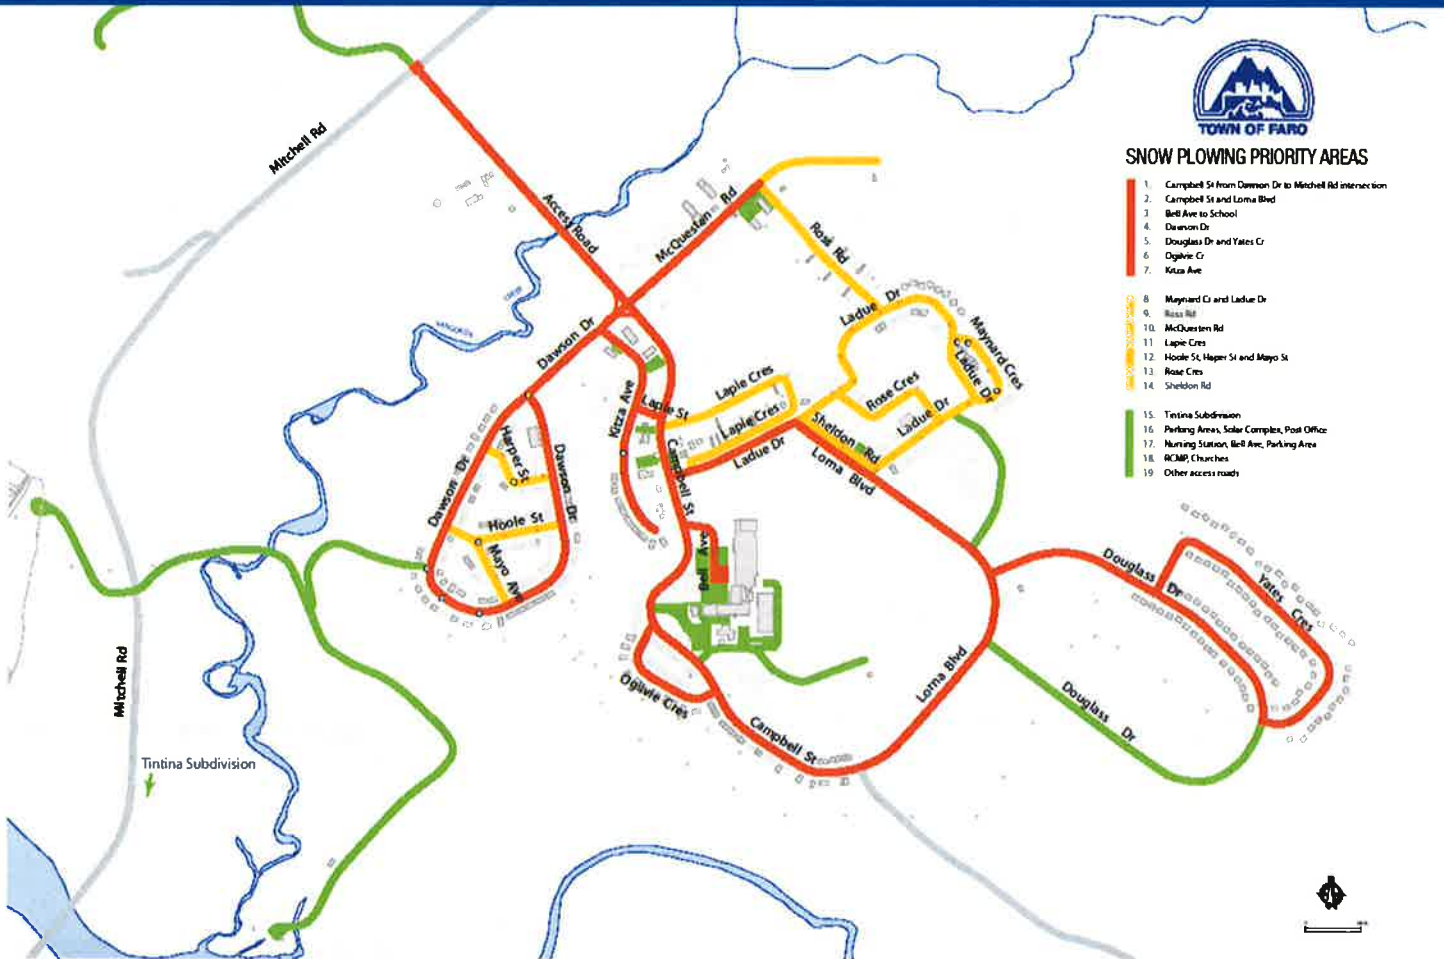 TOWN OF FARO
SNOW PLOWING PRIORITY AREAS
1. Campbell St from Dawson Dr to Mitchell Rd intersection
2. Campbell St and Lorna Blvd
3. Bell Ave to School
4. Dawson Dr
5. Douglass Dr and Yates Cr
6. Ogilvie Cr
7. Kitza Ave
8. Maynard Cr and Ladue Dr
9. Ross Rd
10. McQuesten Rd
11. Lapie Cres
12. Hoole St, Harper St and Mayo St
13. Rose Cres
14. Sheldon Rd
15. Tintina Subdivision
16. Parking Areas, Solar Complex, Post Office
17. Nursing Station, Bell Ave, Parking Area
18. RCMP, Churches
19. Other access roads
Mitchell Rd
Access Road
McQuesten Rd
Ross Rd
Ladue Dr
Maynard Cres
Ladue Dr
Dawson Dr
Kitza Ave
Lapie St
Lapie Cres
Lapie Cres
Ladue Dr
Rose Cres
Ladue Dr
Sheldon Rd
Lorna Blvd
Campbell St
Harper St
Dawson Dr
Dawson Dr
Hoole St
Mayo Ave
Bell Ave
Douglass Dr
Yates Cres
Ogilvie Cres
Lorna Blvd
Douglass Dr
Campbell St
Mitchell Rd
Tintina Subdivision